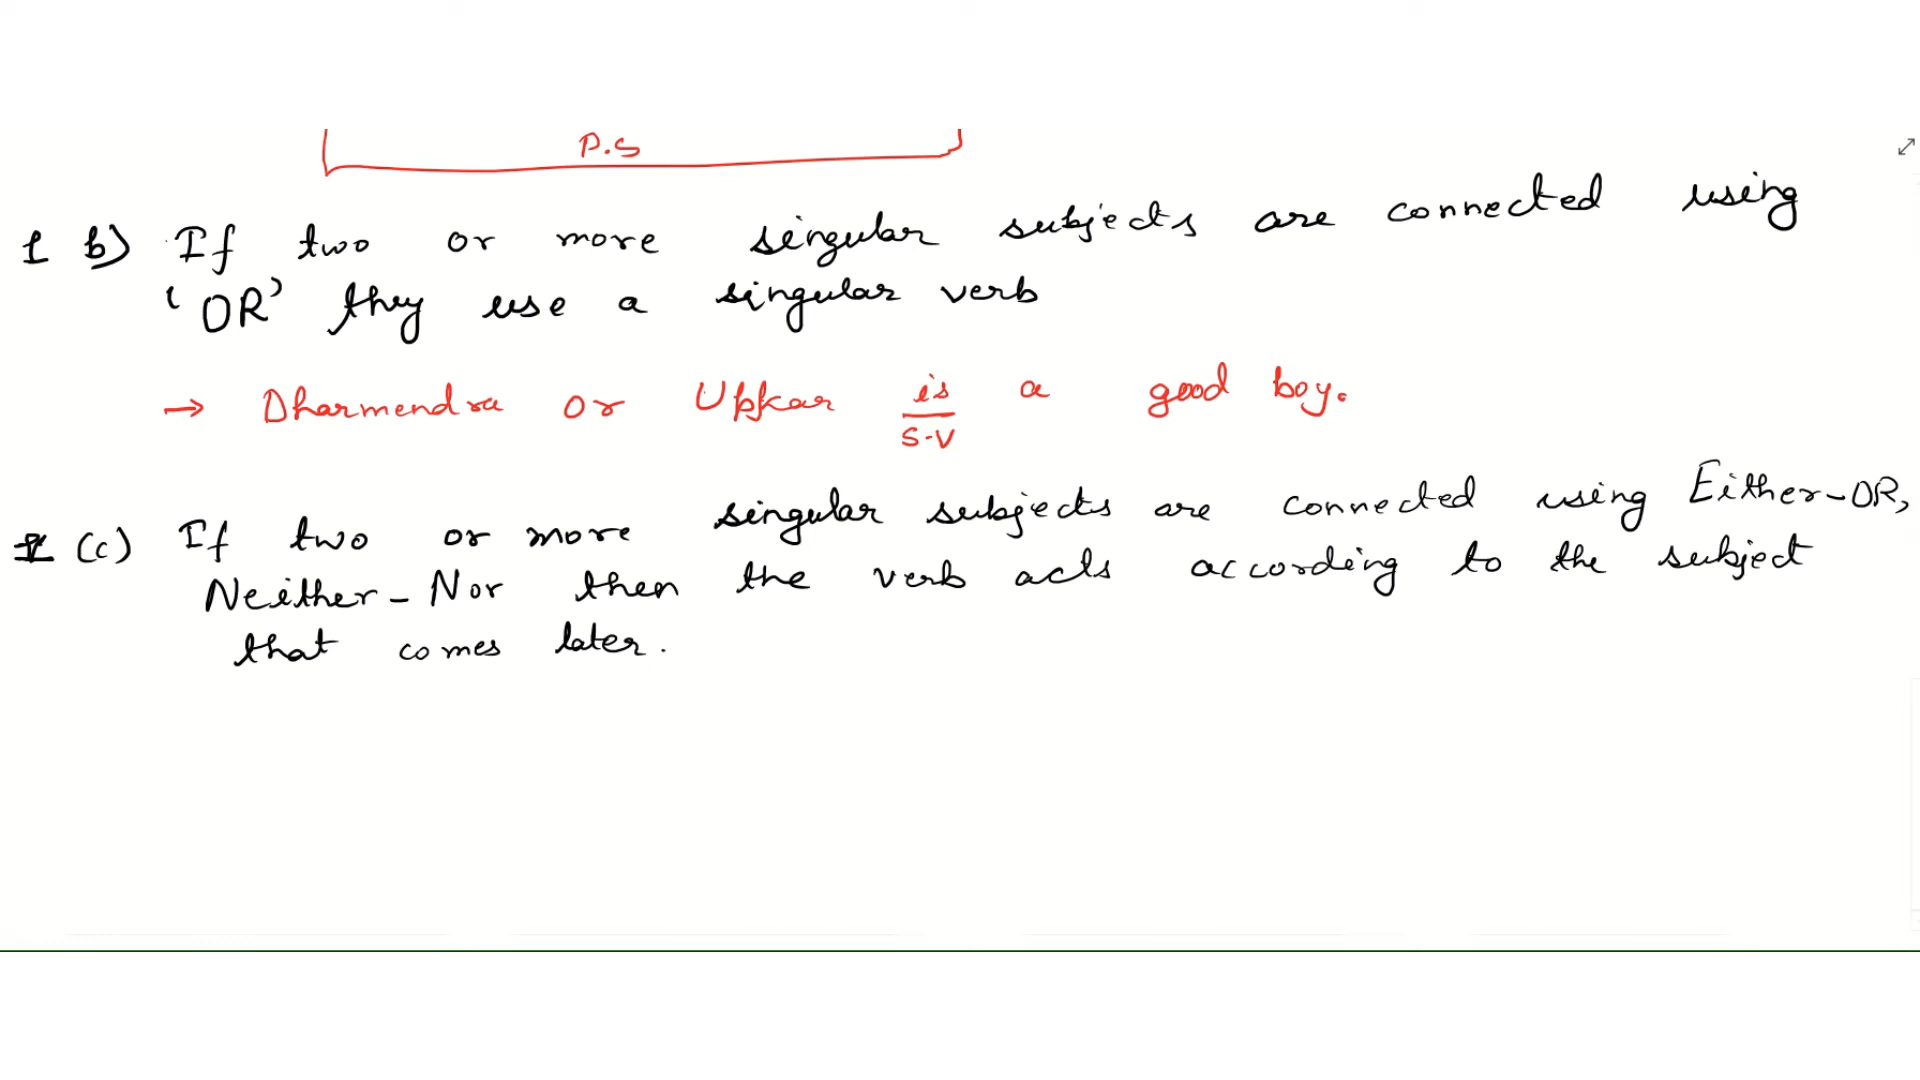 P.S
1 b) If two or more singular subjects are connected using
'OR' they use a singular verb
→ Dharmendra or Upkar is a good boy.
S.V
1 (c) If two or more singular subjects are connected using Either-OR,
Neither-Nor then the verb acts according to the subject
that comes later.